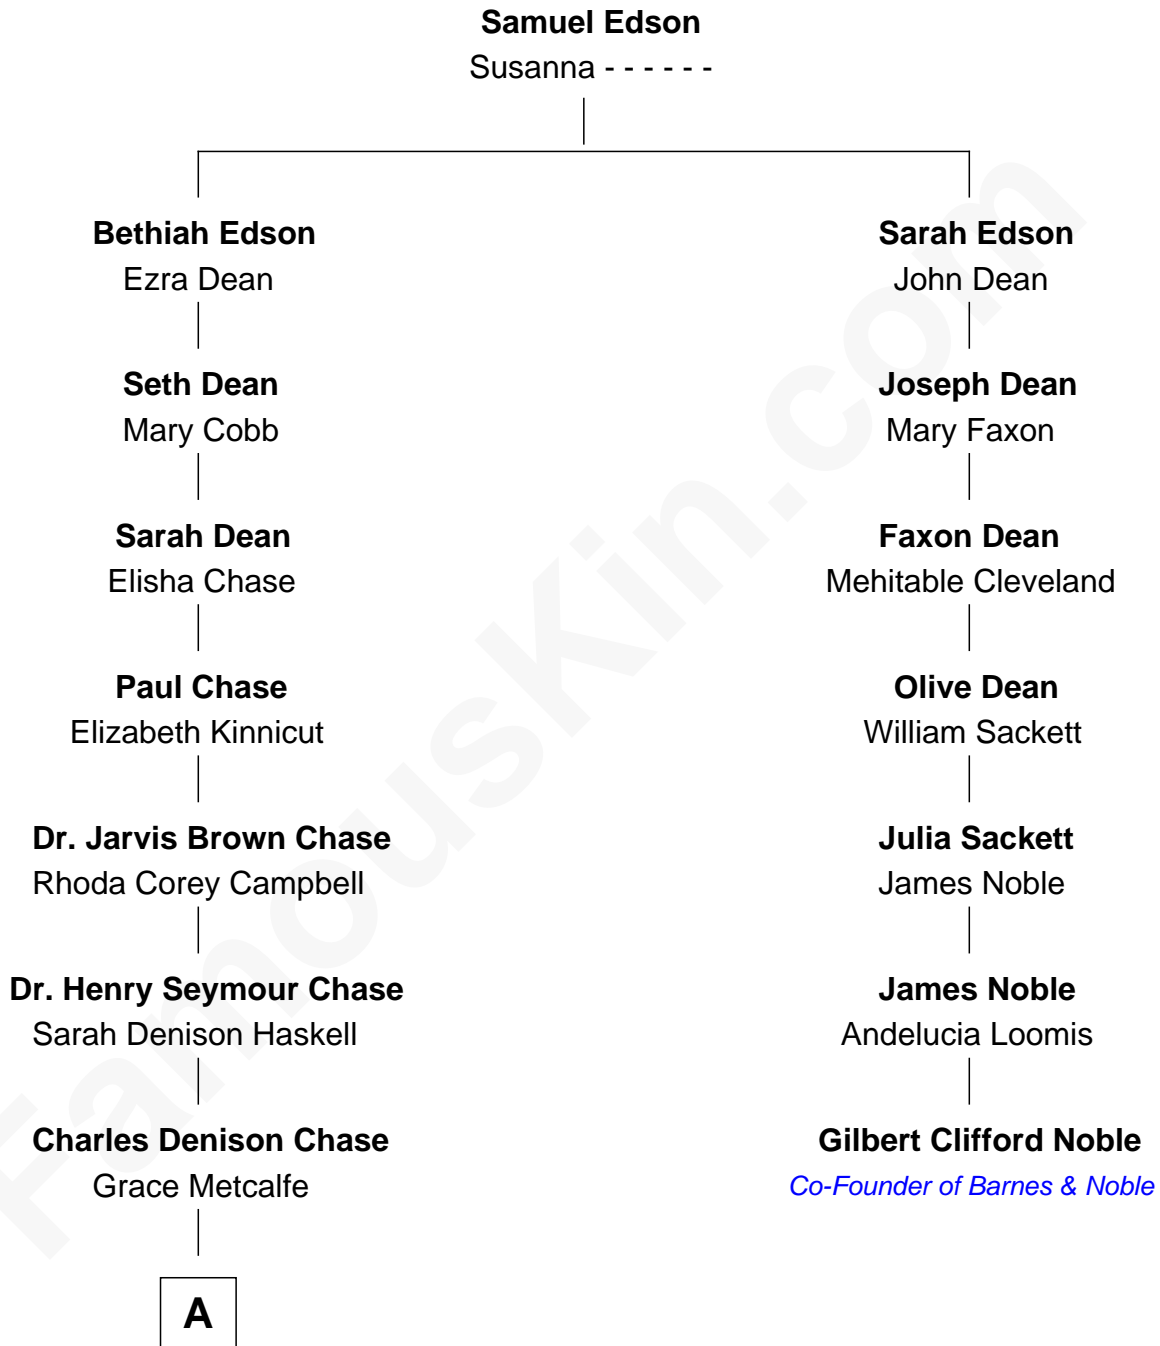 Samuel Edson
Susanna - - - - - -
Bethiah Edson
Ezra Dean
Sarah Edson
John Dean
Seth Dean
Mary Cobb
Joseph Dean
Mary Faxon
Sarah Dean
Elisha Chase
Faxon Dean
Mehitable Cleveland
Paul Chase
Elizabeth Kinnicut
Olive Dean
William Sackett
Dr. Jarvis Brown Chase
Rhoda Corey Campbell
Julia Sackett
James Noble
Dr. Henry Seymour Chase
Sarah Denison Haskell
James Noble
Andelucia Loomis
Charles Denison Chase
Grace Metcalfe
Gilbert Clifford Noble
Co-Founder of Barnes & Noble
A
FamousKin.com